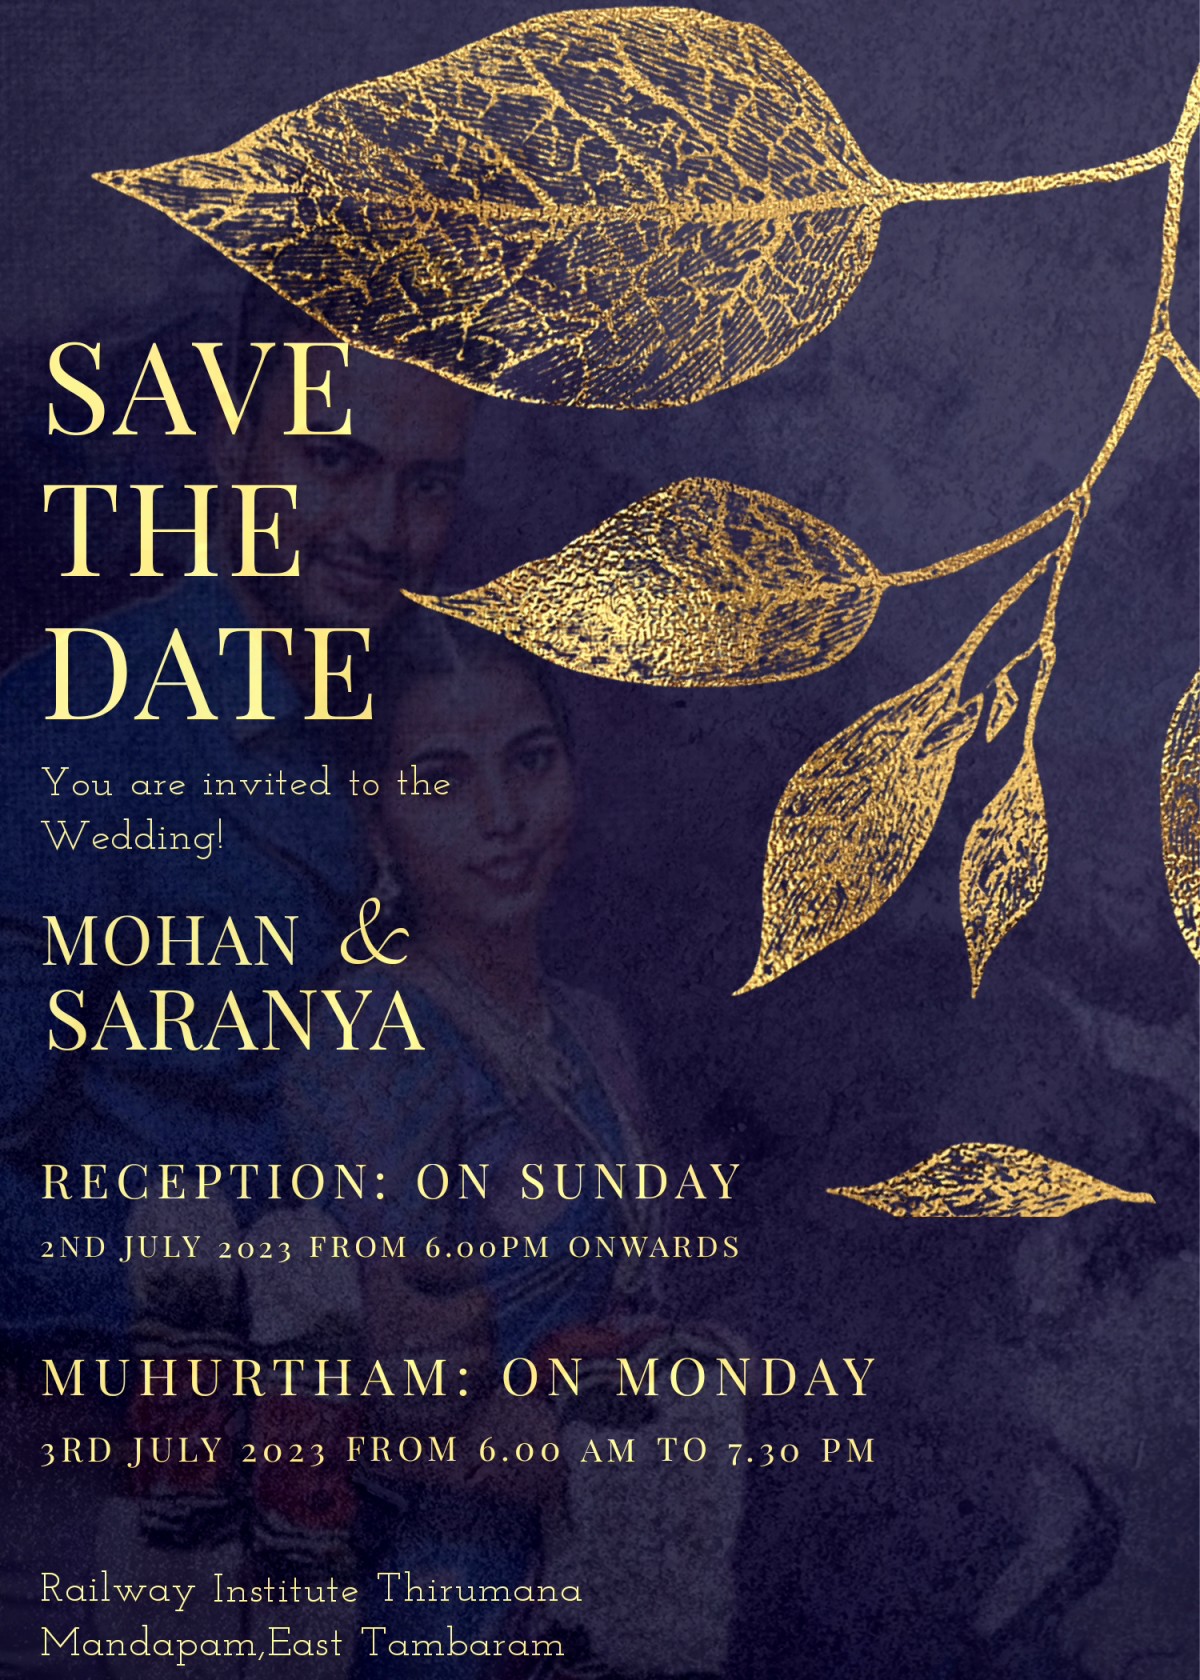 SAVE
THE
DATE
You are invited to the
Wedding!
MOHAN &
SARANYA
RECEPTION: ON SUNDAY
2ND JULY 2023 FROM 6.00PM ONWARDS
MUHURTHAM: ON MONDAY
3RD JULY 2023 FROM 6.00 AM TO 7.30 PM
Railway Institute Thirumana
Mandapam,East Tambaram